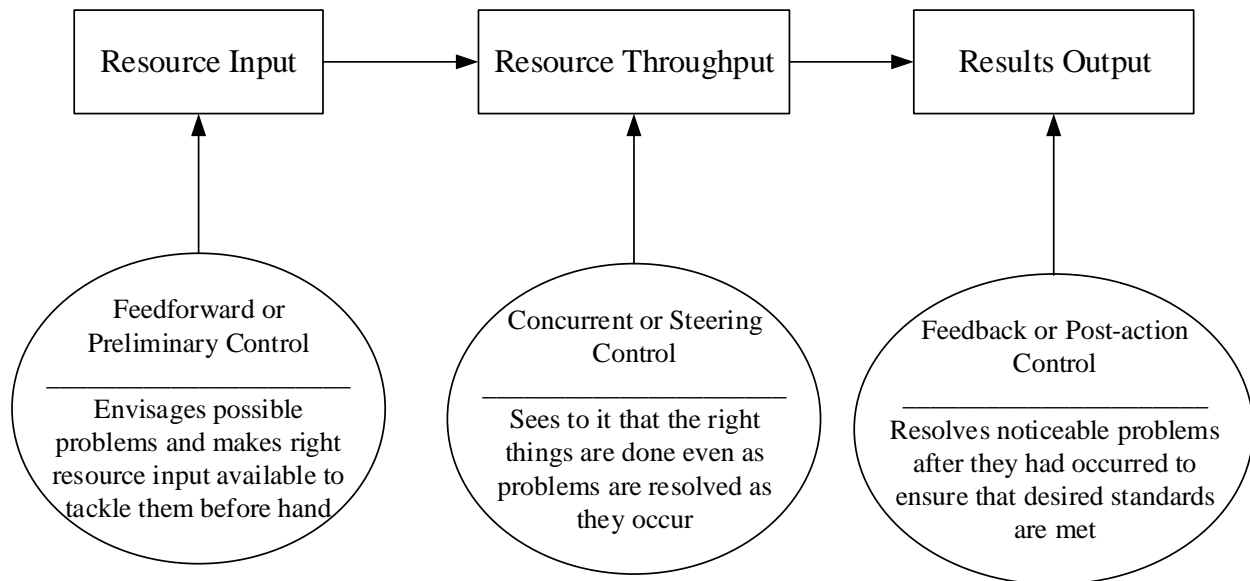 Resource Input
Resource Throughput
Results Output
Feedforward or
Preliminary Control
Envisages possible
problems and makes right
resource input available to
tackle them before hand
Concurrent or Steering
Control
Sees to it that the right
things are done even as
problems are resolved as
they occur
Feedback or Post-action
Control
Resolves noticeable problems
after they had occurred to
ensure that desired standards
are met